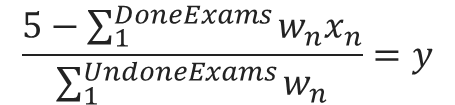 5 − ∑₁^{DoneExams} wₙxₙ
∑₁^{UndoneExams} wₙ
= y